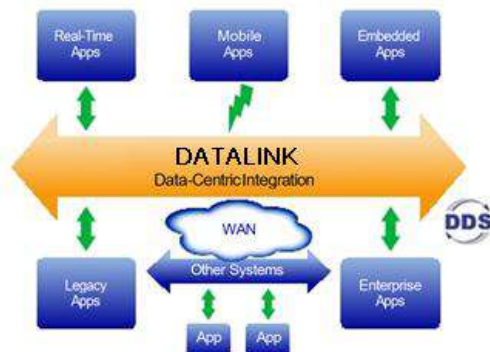 Real-Time
Apps
Mobile
Apps
Embedded
Apps
DATALINK
Data-CentricIntegration
DDS
WAN
Other Systems
Legacy
Apps
Enterprise
Apps
App
App